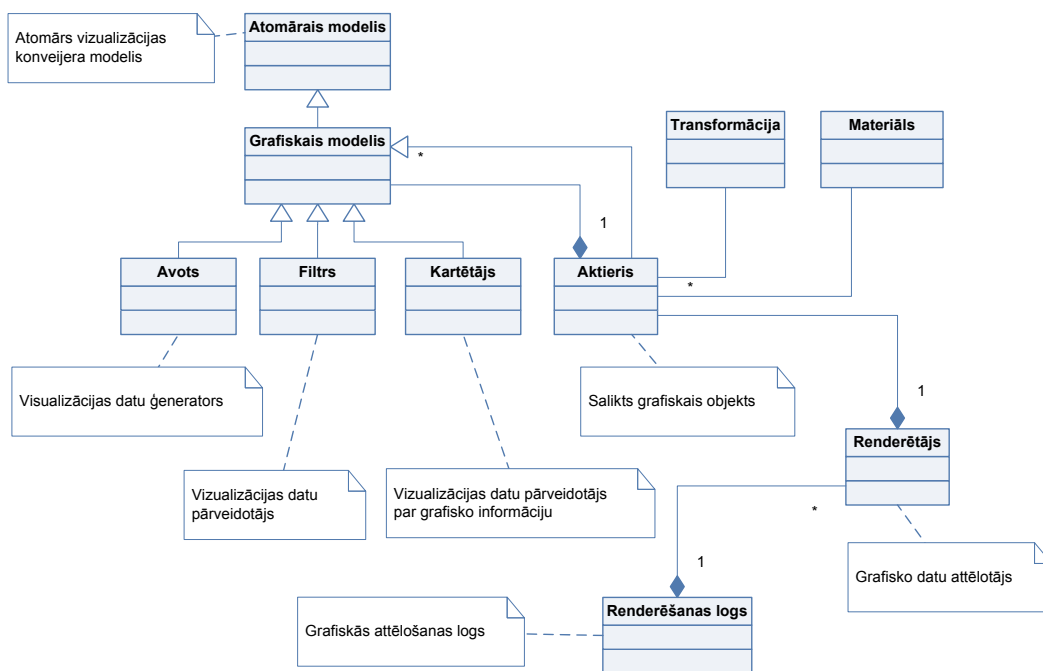 Atomārais modelis
Atomārs vizualizācijas
konveijera modelis
Grafiskais modelis
*
Transformācija
Materiāls
1
Avots
Filtrs
Kartētājs
Aktieris
*
Visualizācijas datu ģenerators
Salikts grafiskais objekts
1
Renderētājs
Vizualizācijas datu
pārveidotājs
Vizualizācijas datu pārveidotājs
par grafisko informāciju
*
1
Grafisko datu attēlotājs
Renderēšanas logs
Grafiskās attēlošanas logs